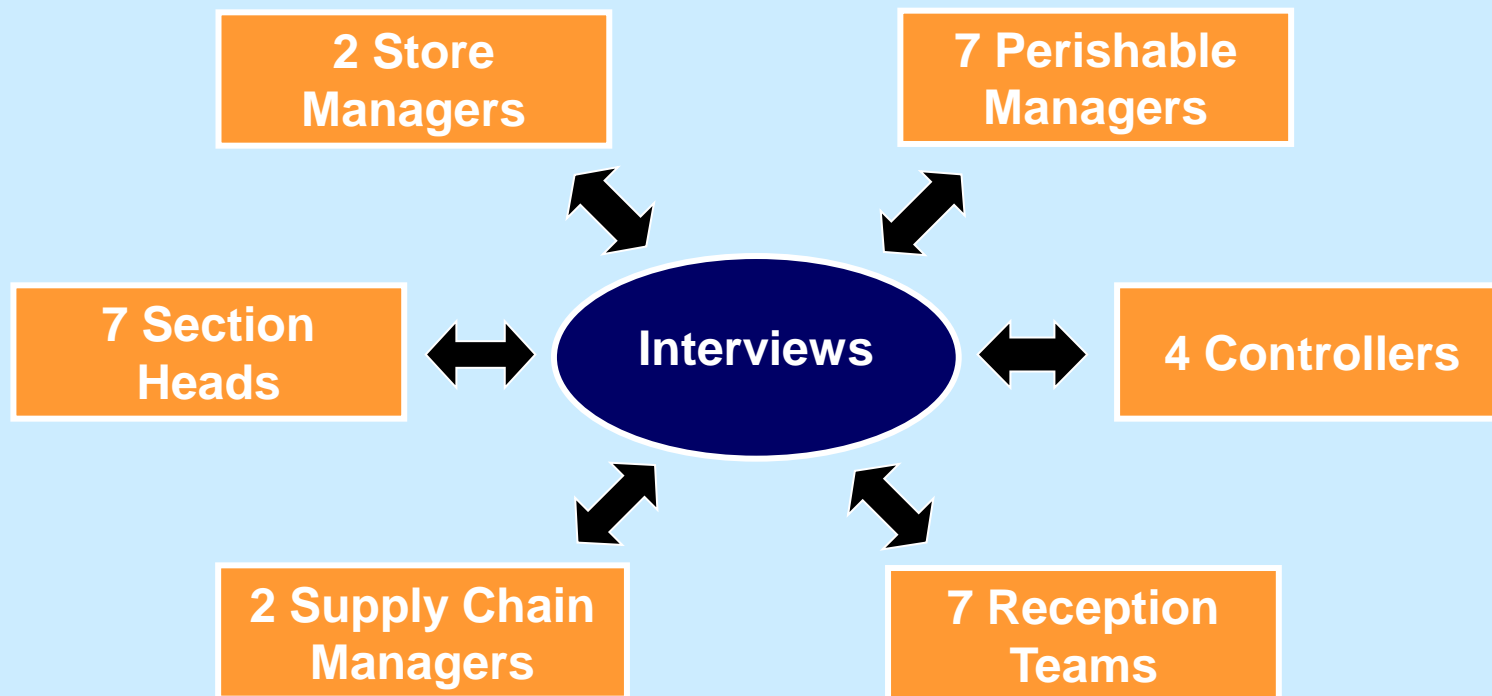 2 Store
Managers
7 Perishable
Managers
7 Section
Heads
Interviews
4 Controllers
2 Supply Chain
Managers
7 Reception
Teams